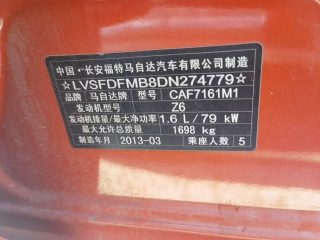 中国·长安福特马自达汽车有限公司制造
☆LVSFDFMB8DN274779☆
品牌 马自达牌 型号 CAF7161M1
发动机型号 Z6
发动机排量/最大净功率 1.6 L/79 kW
最大允许总质量 1698 kg
制造年月 2013-03 乘座人数 5